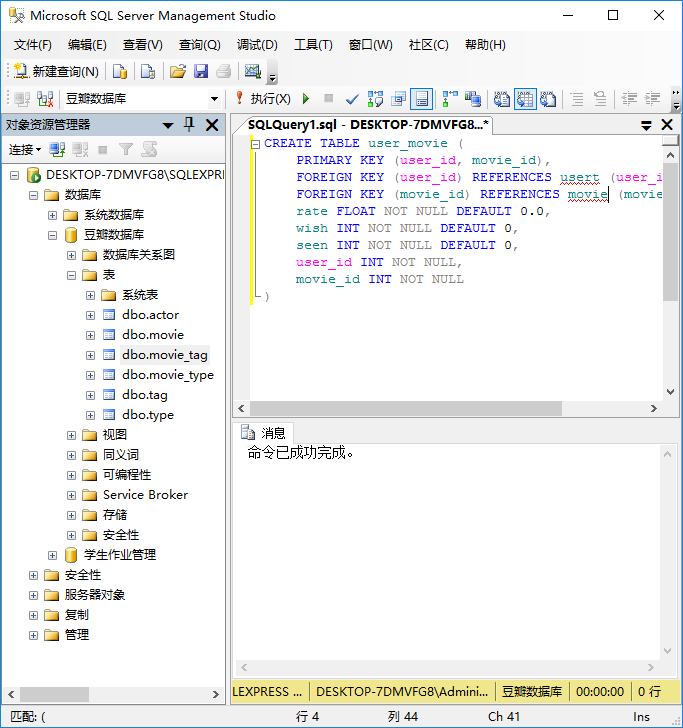 Microsoft SQL Server Management Studio
文件(F) 编辑(E) 查看(V) 查询(Q) 调试(D) 工具(T) 窗口(W) 社区(C) 帮助(H)
新建查询(N)
豆瓣数据库 执行(X)
对象资源管理器
连接
DESKTOP-7DMVFG8\SQLEXPR
数据库
系统数据库
豆瓣数据库
数据库关系图
表
系统表
dbo.actor
dbo.movie
dbo.movie_tag
dbo.movie_type
dbo.tag
dbo.type
视图
同义词
可编程性
Service Broker
存储
安全性
学生作业管理
安全性
服务器对象
复制
管理
SQLQuery1.sql - DESKTOP-7DMVFG8...*
CREATE TABLE user_movie (
PRIMARY KEY (user_id, movie_id),
FOREIGN KEY (user_id) REFERENCES usert (user_i
FOREIGN KEY (movie_id) REFERENCES movie (movie
rate FLOAT NOT NULL DEFAULT 0.0,
wish INT NOT NULL DEFAULT 0,
seen INT NOT NULL DEFAULT 0,
user_id INT NOT NULL,
movie_id INT NOT NULL
)
消息
命令已成功完成。
LEXPRESS ... DESKTOP-7DMVFG8\Admini... 豆瓣数据库 00:00:00 0 行
匹配: ( 行 4 列 44 Ch 41 Ins